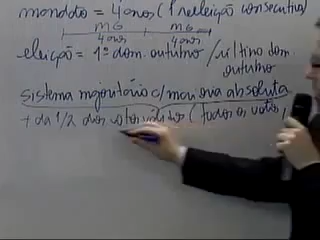 mandato = 4 anos (1 reeleição consecutiva)
MG MG
4 anos 4 anos
eleição = 1º dom. outubro / último dom
outubro
sistema majoritário c/ maioria absoluta
+ da 1/2 dos votos válidos (todos os votos,